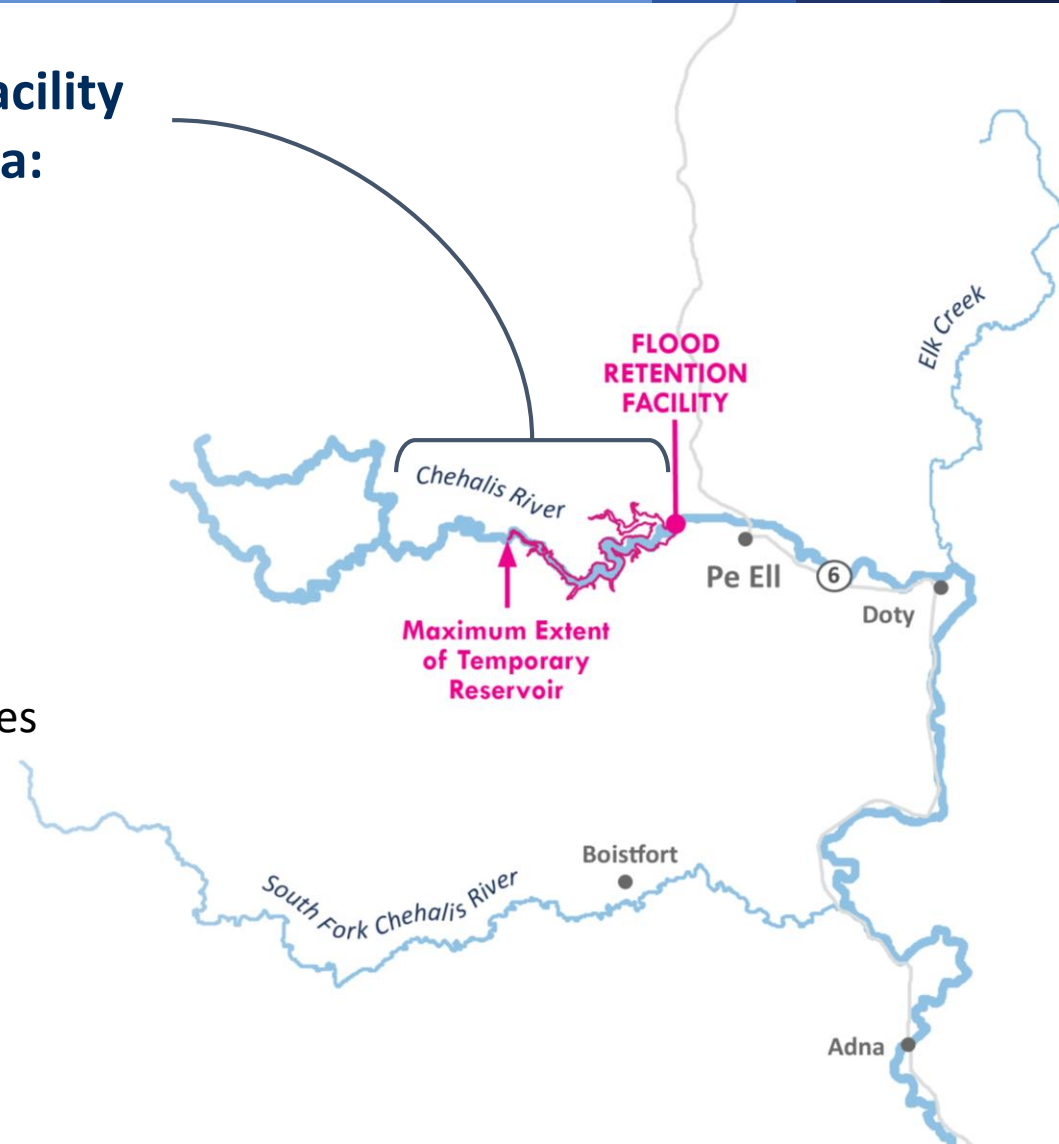 acility
a:
Elk Creek
FLOOD
RETENTION
FACILITY
Chehalis River
Pe Ell
6
Doty
Maximum Extent
of Temporary
Reservoir
es
Boistfort
South Fork Chehalis River
Adna